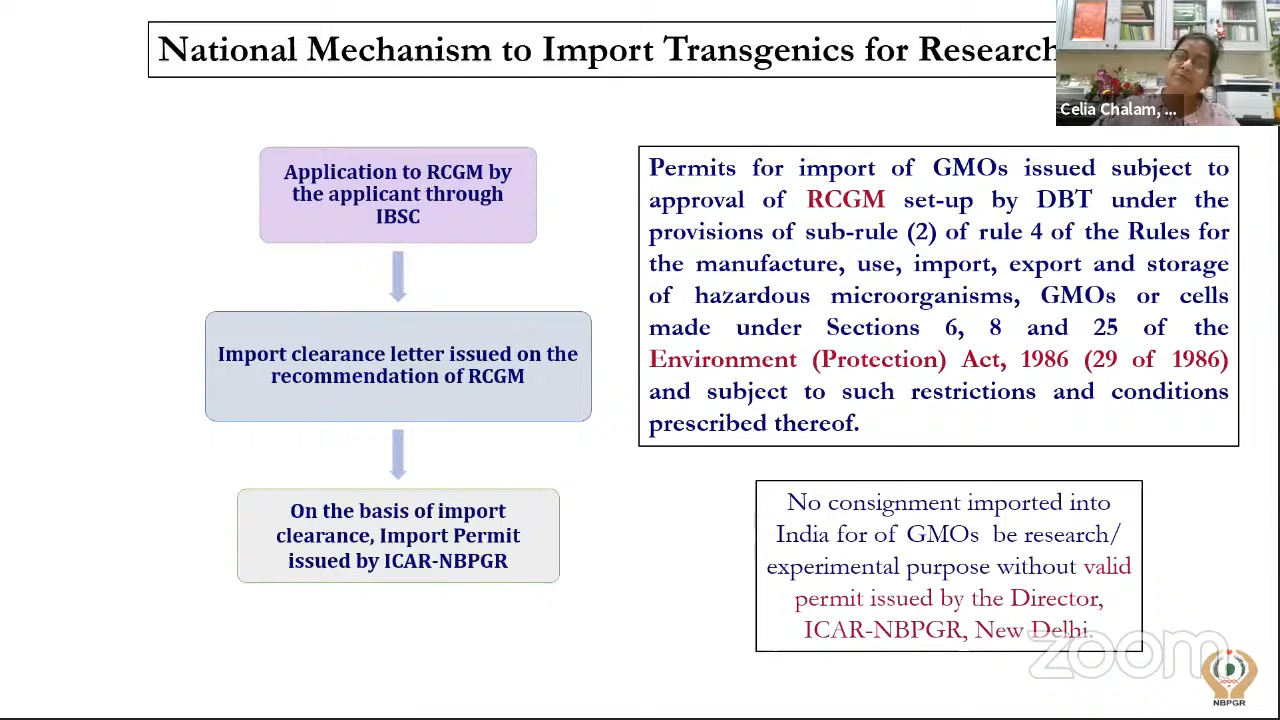 National Mechanism to Import Transgenics for Research
Celia Chalam, ...
Application to RCGM by
the applicant through
IBSC
Import clearance letter issued on the
recommendation of RCGM
On the basis of import
clearance, Import Permit
issued by ICAR-NBPGR
Permits for import of GMOs issued subject to
approval of RCGM set-up by DBT under the
provisions of sub-rule (2) of rule 4 of the Rules for
the manufacture, use, import, export and storage
of hazardous microorganisms, GMOs or cells
made under Sections 6, 8 and 25 of the
Environment (Protection) Act, 1986 (29 of 1986)
and subject to such restrictions and conditions
prescribed thereof.
No consignment imported into
India for of GMOs be research/
experimental purpose without valid
permit issued by the Director,
ICAR-NBPGR, New Delhi.
zoom
NBPGR